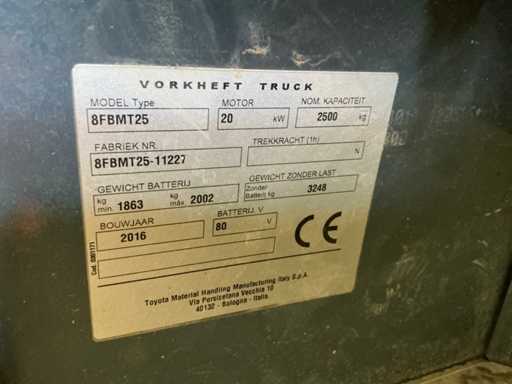 VORKHEFT TRUCK
MODEL Type MOTOR NOM. KAPACITEIT
8FBMT25 20 kW 2500 kg
FABRIEK NR. TREKKRACHT (1h)
8FBMT25-11227 N
GEWICHT BATTERIJ GEWICHT ZONDER LAST
kg min. 1863 kg máx. 2002 Zonder Batterij kg 3248
BOUWJAAR BATTERIJ. V
2016 80 V
CE
Toyota Material Handling Manufacturing Italy S.p.A.
Via Persicetana Vecchia 10
40132 - Bologna - Italia